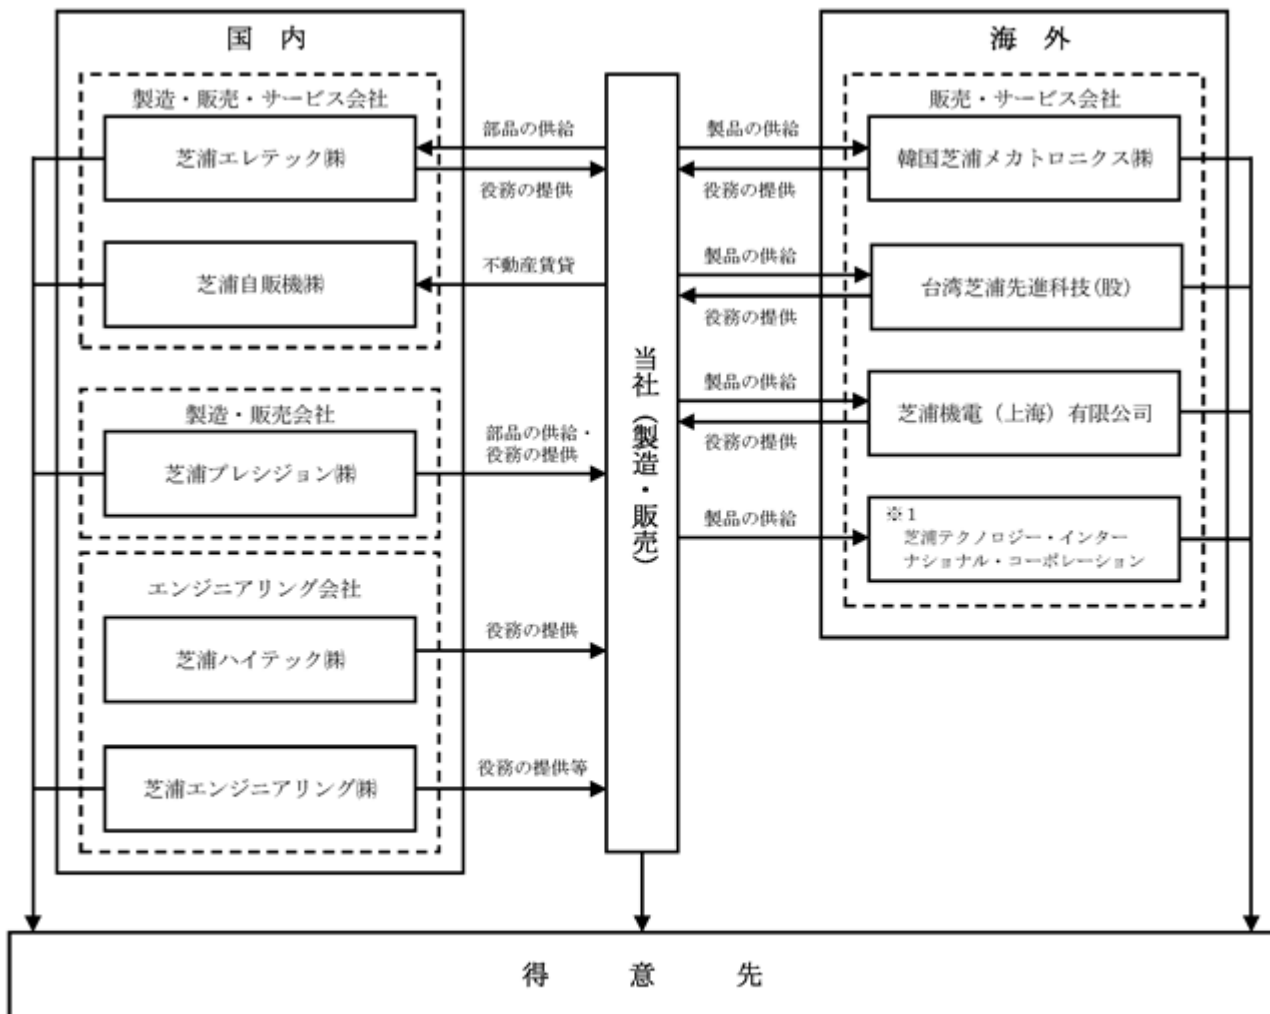 国 内
製造・販売・サービス会社
芝浦エレテック㈱
芝浦自販機㈱
製造・販売会社
芝浦プレシジョン㈱
エンジニアリング会社
芝浦ハイテック㈱
芝浦エンジニアリング㈱
部品の供給
役務の提供
不動産賃貸
部品の供給・
役務の提供
役務の提供
役務の提供等
当社(製造・販売)
製品の供給
役務の提供
製品の供給
役務の提供
製品の供給
役務の提供
製品の供給
海 外
販売・サービス会社
韓国芝浦メカトロニクス㈱
台湾芝浦先進科技(股)
芝浦機電（上海）有限公司
※1
芝浦テクノロジー・インター
ナショナル・コーポレーション
得 意 先